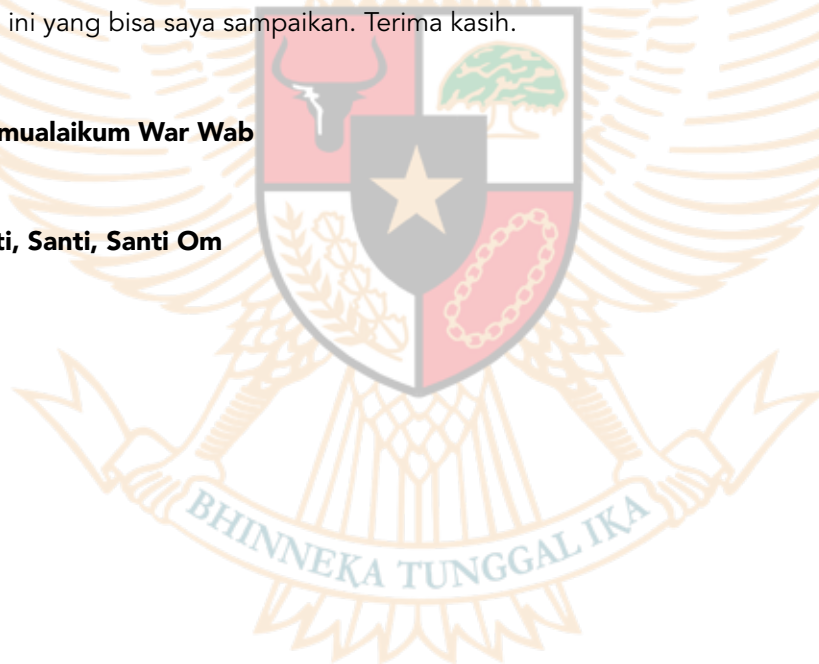 ini yang bisa saya sampaikan. Terima kasih.
mualaikum War Wab
ti, Santi, Santi Om
BHINNEKA TUNGGAL IKA